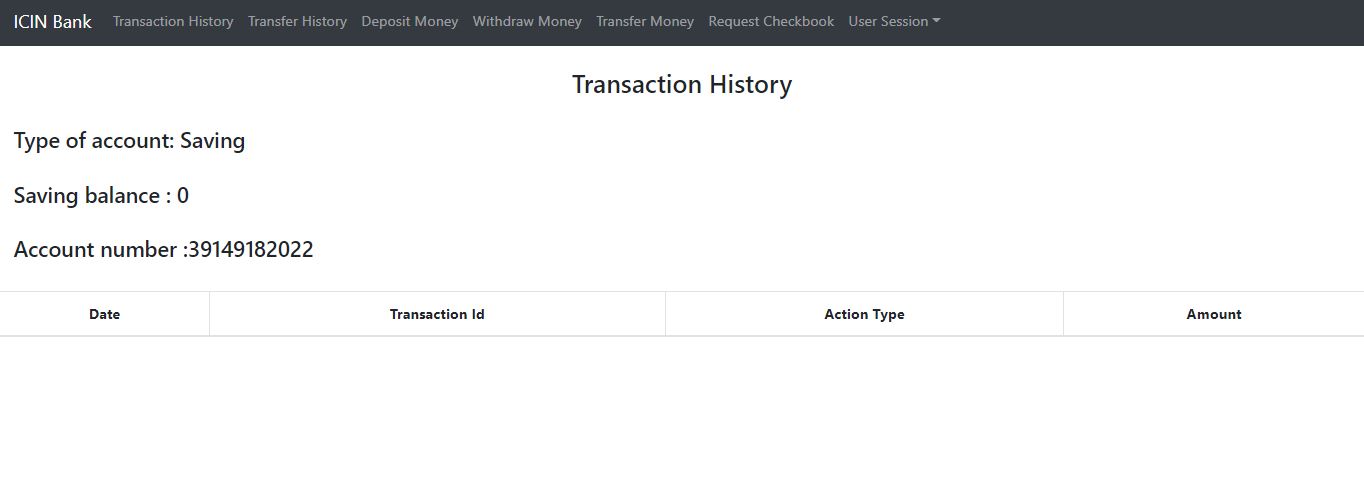 ICIN Bank Transaction History Transfer History Deposit Money Withdraw Money Transfer Money Request Checkbook User Session
Transaction History
Type of account: Saving
Saving balance : 0
Account number :39149182022
Date Transaction Id Action Type Amount